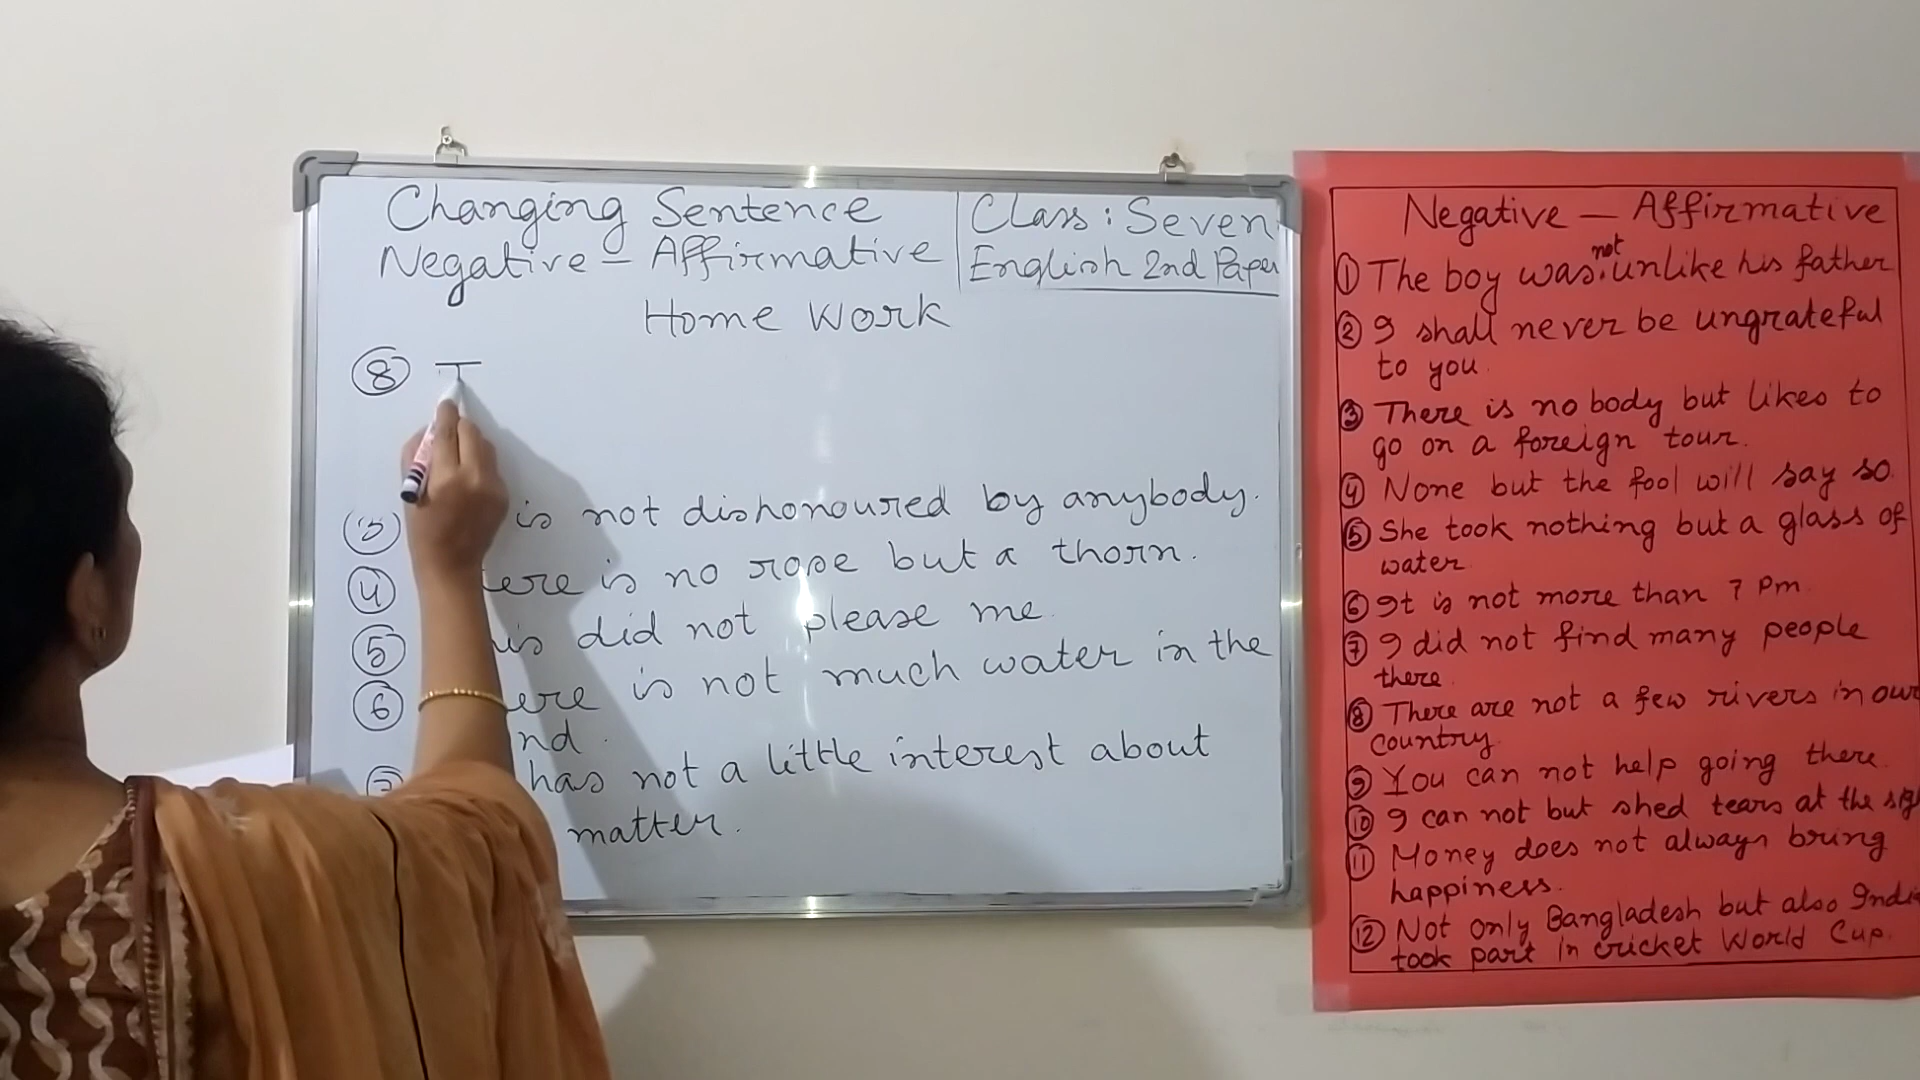 Changing Sentence
Negative – Affirmative
Class : Seven
English 2nd Paper
Home Work
⑧ T
③ is not dishonoured by anybody.
④ ere is no rose but a thorn.
⑤ is did not please me.
⑥ ere is not much water in the
nd.
has not a little interest about
matter.
Negative — Affirmative
① The boy was not unlike his father
② I shall never be ungrateful
to you.
③ There is no body but likes to
go on a foreign tour.
④ None but the fool will say so.
⑤ She took nothing but a glass of
water.
⑥ It is not more than 7 Pm.
⑦ I did not find many people
there.
⑧ There are not a few rivers in our
country.
⑨ You can not help going there.
⑩ I can not but shed tears at the
⑪ Money does not always bring
happiness.
⑫ Not only Bangladesh but also India
took part in cricket World Cup.